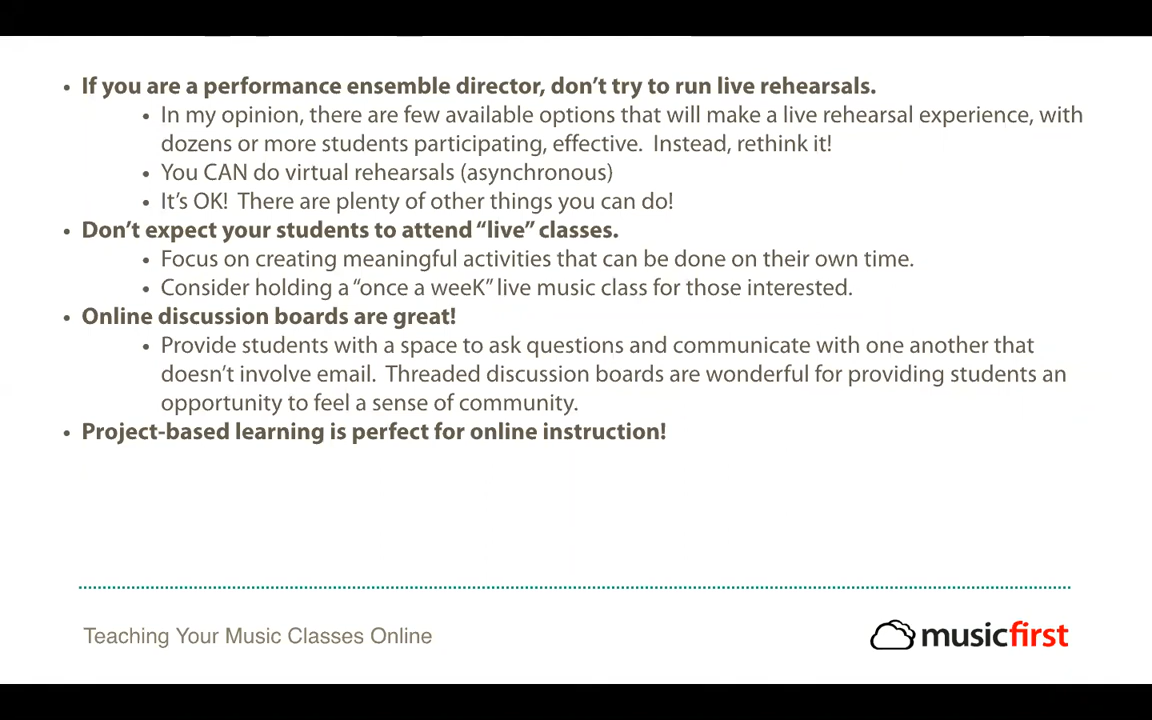 • If you are a performance ensemble director, don’t try to run live rehearsals.
• In my opinion, there are few available options that will make a live rehearsal experience, with
dozens or more students participating, effective.  Instead, rethink it!
• You CAN do virtual rehearsals (asynchronous)
• It’s OK!  There are plenty of other things you can do!
• Don’t expect your students to attend “live” classes.
• Focus on creating meaningful activities that can be done on their own time.
• Consider holding a “once a weeK” live music class for those interested.
• Online discussion boards are great!
• Provide students with a space to ask questions and communicate with one another that
doesn’t involve email.  Threaded discussion boards are wonderful for providing students an
opportunity to feel a sense of community.
• Project-based learning is perfect for online instruction!
Teaching Your Music Classes Online
musicfirst